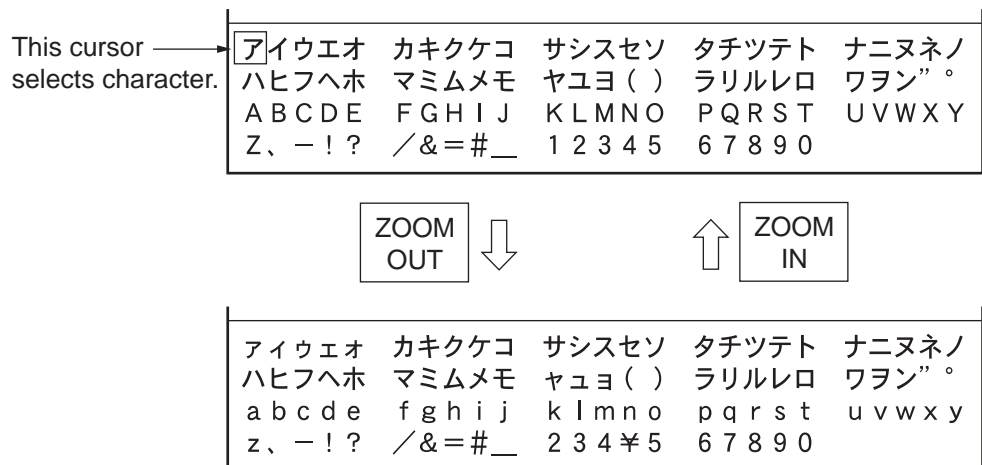 This cursor
selects character.
アイウエオ カキクケコ サシスセソ タチツテト ナニヌネノ
ハヒフヘホ マミムメモ ヤユヨ( ) ラリルレロ ワヲン” °
ABCDE FGHIJ KLMNO PQRST UVWXY
Z、－!? ／&=#_ 12345 67890
ZOOM
OUT
ZOOM
IN
ァィゥェォ カキクケコ サシスセソ タチツテト ナニヌネノ
ハヒフヘホ マミムメモ ャュョ( ) ラリルレロ ワヲン” °
abcde fghij klmno pqrst uvwxy
z、－!? ／&=#_ 234¥5 67890